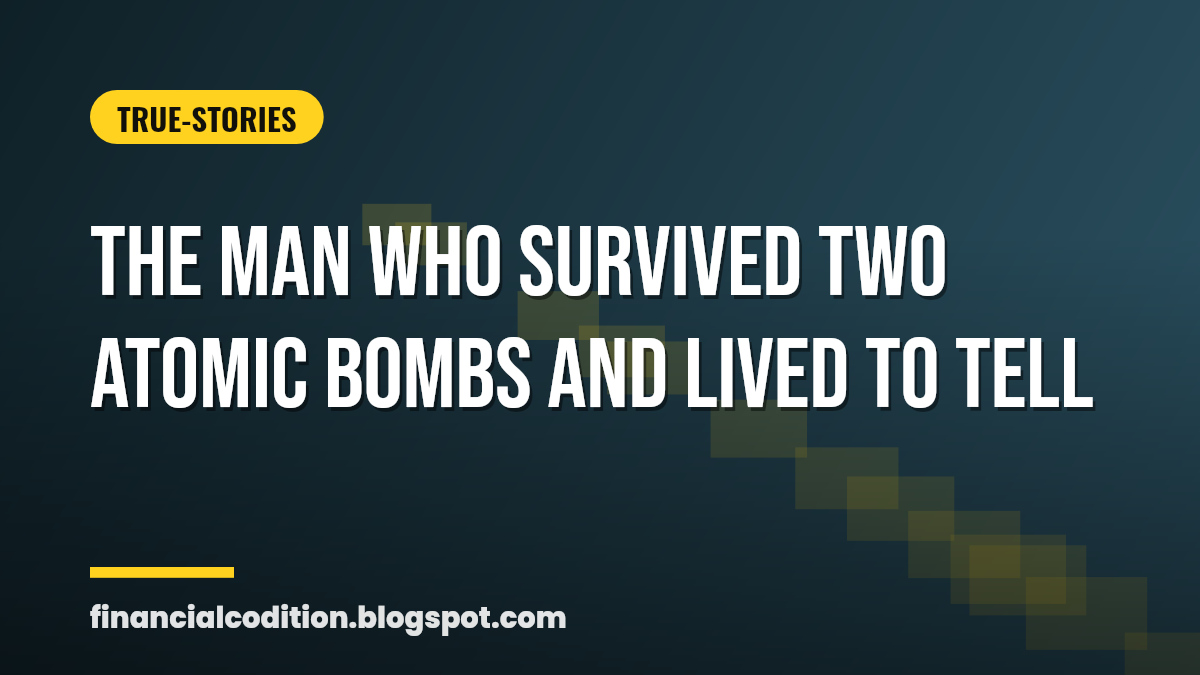 TRUE-STORIES
THE MAN WHO SURVIVED TWO
ATOMIC BOMBS AND LIVED TO TELL
financialcodition.blogspot.com